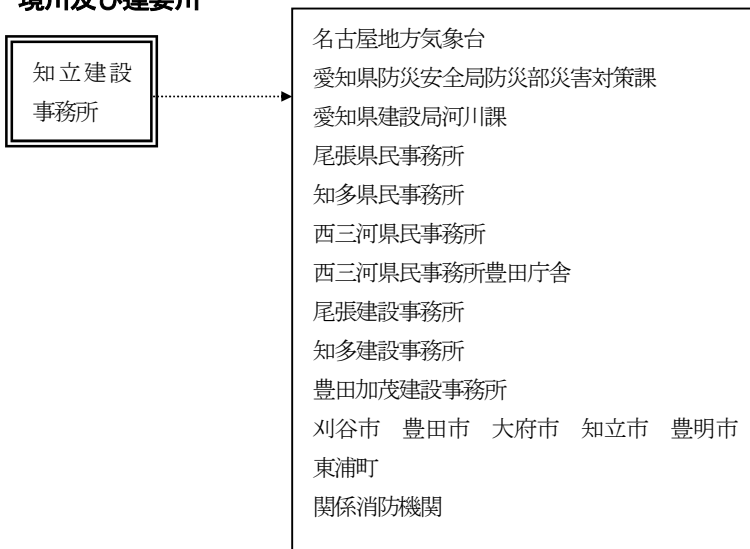 境川及び逢妻川
知立建設
事務所
名古屋地方気象台
愛知県防災安全局防災部災害対策課
愛知県建設局河川課
尾張県民事務所
知多県民事務所
西三河県民事務所
西三河県民事務所豊田庁舎
尾張建設事務所
知多建設事務所
豊田加茂建設事務所
刈谷市　豊田市　大府市　知立市　豊明市
東浦町
関係消防機関